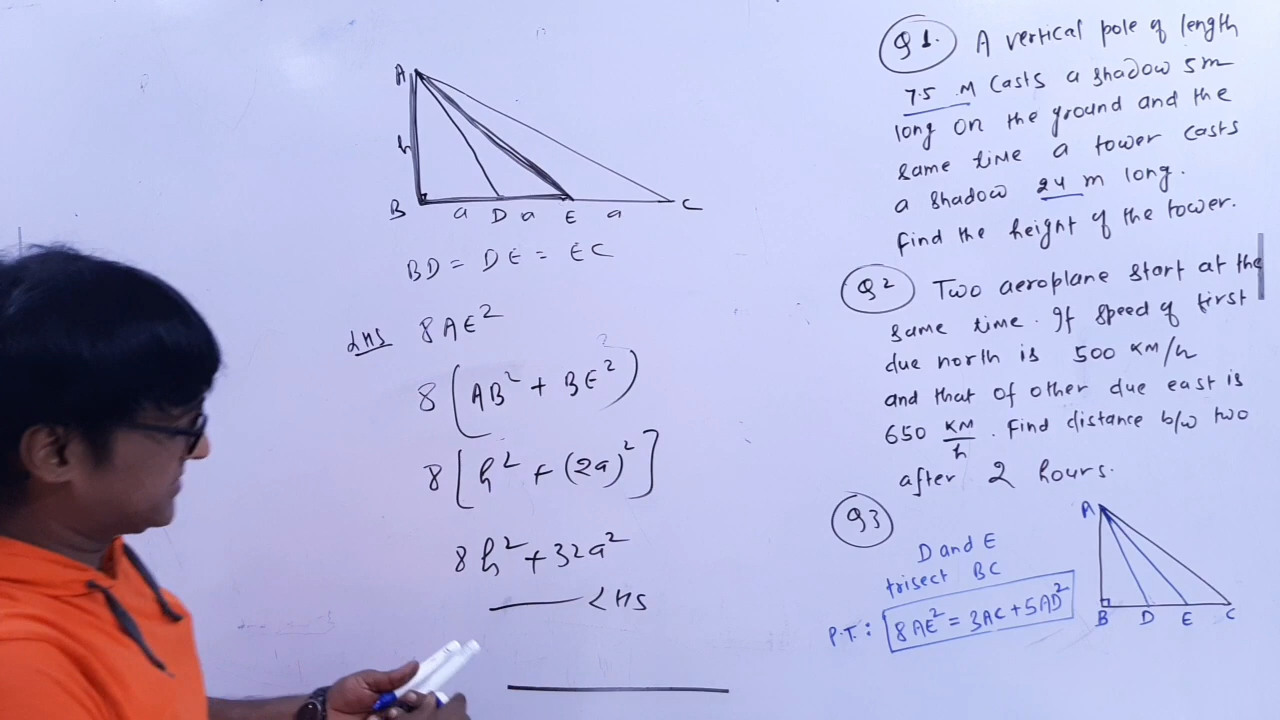 A
h
B a D a E a C
BD = DE = EC
LHS 8AE²
8(AB² + BE²)
8[h² + (2a)²]
8h² + 32a²
LHS
Q1. A vertical pole of length
7.5 M casts a shadow 5m
long on the ground and the
same time a tower casts
a shadow 24 m long.
find the height of the tower.
Q2 Two aeroplane start at the
same time. If speed of first
due north is 500 KM/h
and that of other due east is
650 KM/h. Find distance b/w two
after 2 hours.
Q3
D and E
trisect BC
P.T.: 8AE² = 3AC + 5AD²
A
B D E C